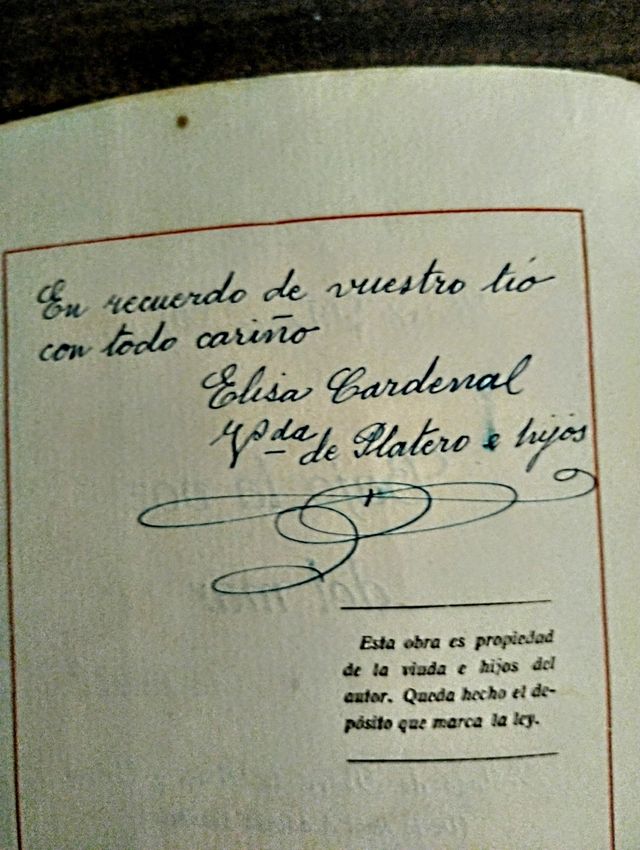 En recuerdo de vuestro tío
con todo cariño
Elisa Cardenal
Vda de Platero e hijos
Esta obra es propiedad
de la viuda e hijos del
autor. Queda hecho el de-
pósito que marca la ley.